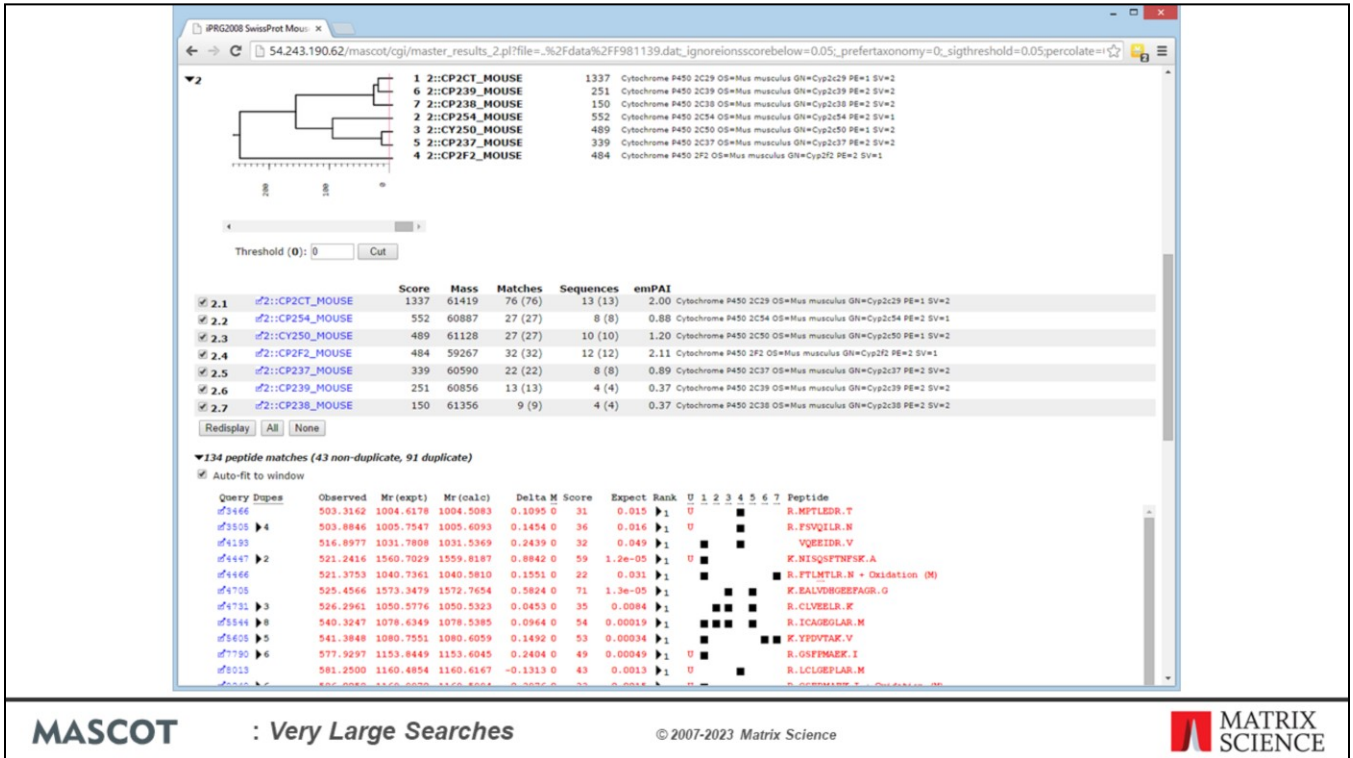 iPRG2008 SwissProt Mous
54.243.190.62/mascot/cgi/master_results_2.pl?file=..%2Fdata%2FF981139.dat;_ignoreionsscorebelow=0.05;_prefertaxonomy=0;_sigthreshold=0.05;percolate=
2
1 2::CP2CT_MOUSE 1337 Cytochrome P450 2C29 OS=Mus musculus GN=Cyp2c29 PE=1 SV=2
6 2::CP239_MOUSE 251 Cytochrome P450 2C39 OS=Mus musculus GN=Cyp2c39 PE=2 SV=2
7 2::CP238_MOUSE 150 Cytochrome P450 2C38 OS=Mus musculus GN=Cyp2c38 PE=2 SV=2
2 2::CP254_MOUSE 552 Cytochrome P450 2C54 OS=Mus musculus GN=Cyp2c54 PE=2 SV=1
3 2::CY250_MOUSE 489 Cytochrome P450 2C50 OS=Mus musculus GN=Cyp2c50 PE=1 SV=2
5 2::CP237_MOUSE 339 Cytochrome P450 2C37 OS=Mus musculus GN=Cyp2c37 PE=2 SV=2
4 2::CP2F2_MOUSE 484 Cytochrome P450 2F2 OS=Mus musculus GN=Cyp2f2 PE=2 SV=1
200 100 0
Threshold (0): 0 Cut
Score Mass Matches Sequences emPAI
2.1 2::CP2CT_MOUSE 1337 61419 76 (76) 13 (13) 2.00 Cytochrome P450 2C29 OS=Mus musculus GN=Cyp2c29 PE=1 SV=2
2.2 2::CP254_MOUSE 552 60887 27 (27) 8 (8) 0.88 Cytochrome P450 2C54 OS=Mus musculus GN=Cyp2c54 PE=2 SV=1
2.3 2::CY250_MOUSE 489 61128 27 (27) 10 (10) 1.20 Cytochrome P450 2C50 OS=Mus musculus GN=Cyp2c50 PE=1 SV=2
2.4 2::CP2F2_MOUSE 484 59267 32 (32) 12 (12) 2.11 Cytochrome P450 2F2 OS=Mus musculus GN=Cyp2f2 PE=2 SV=1
2.5 2::CP237_MOUSE 339 60590 22 (22) 8 (8) 0.89 Cytochrome P450 2C37 OS=Mus musculus GN=Cyp2c37 PE=2 SV=2
2.6 2::CP239_MOUSE 251 60856 13 (13) 4 (4) 0.37 Cytochrome P450 2C39 OS=Mus musculus GN=Cyp2c39 PE=2 SV=2
2.7 2::CP238_MOUSE 150 61356 9 (9) 4 (4) 0.37 Cytochrome P450 2C38 OS=Mus musculus GN=Cyp2c38 PE=2 SV=2
Redisplay All None
134 peptide matches (43 non-duplicate, 91 duplicate)
Auto-fit to window
Query Dupes Observed Mr(expt) Mr(calc) Delta M Score Expect Rank U 1 2 3 4 5 6 7 Peptide
3466 503.3162 1004.6178 1004.5083 0.1095 0 31 0.015 1 U R.MPTLEDR.T
3505 4 503.8846 1005.7547 1005.6093 0.1454 0 36 0.016 1 U R.FSVQILR.N
4193 516.8977 1031.7808 1031.5369 0.2439 0 32 0.049 1 VQEEIDR.V
4447 2 521.2416 1560.7029 1559.8187 0.8842 0 59 1.2e-05 1 U K.NISQSFTNFSK.A
4466 521.3753 1040.7361 1040.5810 0.1551 0 22 0.031 1 R.FTLMTLR.N + Oxidation (M)
4705 525.4566 1573.3479 1572.7654 0.5824 0 71 1.3e-05 1 K.EALVDHGEEFAGR.G
4731 3 526.2961 1050.5776 1050.5323 0.0453 0 35 0.0084 1 R.CLVEELR.K
5544 8 540.3247 1078.6349 1078.5385 0.0964 0 54 0.00019 1 R.ICAGEGLAR.M
5605 5 541.3848 1080.7551 1080.6059 0.1492 0 53 0.00034 1 K.YPDVTAK.V
7790 6 577.9297 1153.8449 1153.6045 0.2404 0 49 0.00049 1 U R.GSFPMAEK.I
8013 581.2500 1160.4854 1160.6167 -0.1313 0 43 0.0013 1 U R.LCLGEPLAR.M
MASCOT : Very Large Searches © 2007-2023 Matrix Science MATRIX
SCIENCE